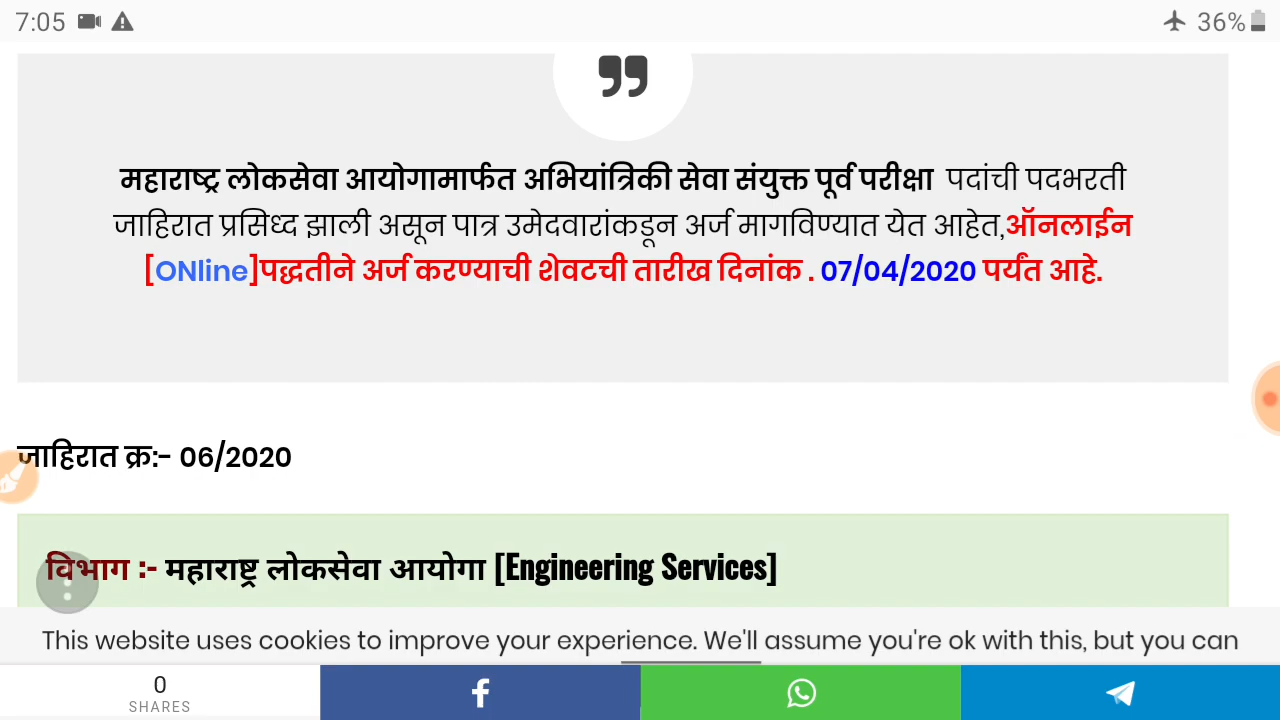 7:05
36%
महाराष्ट्र लोकसेवा आयोगामार्फत अभियांत्रिकी सेवा संयुक्त पूर्व परीक्षा पदांची पदभरती
जाहिरात प्रसिध्द झाली असून पात्र उमेदवारांकडून अर्ज मागविण्यात येत आहेत,ऑनलाईन
[ONline]पद्धतीने अर्ज करण्याची शेवटची तारीख दिनांक . 07/04/2020 पर्यंत आहे.
जाहिरात क्र:- 06/2020
विभाग :- महाराष्ट्र लोकसेवा आयोगा [Engineering Services]
This website uses cookies to improve your experience. We'll assume you're ok with this, but you can
0
SHARES